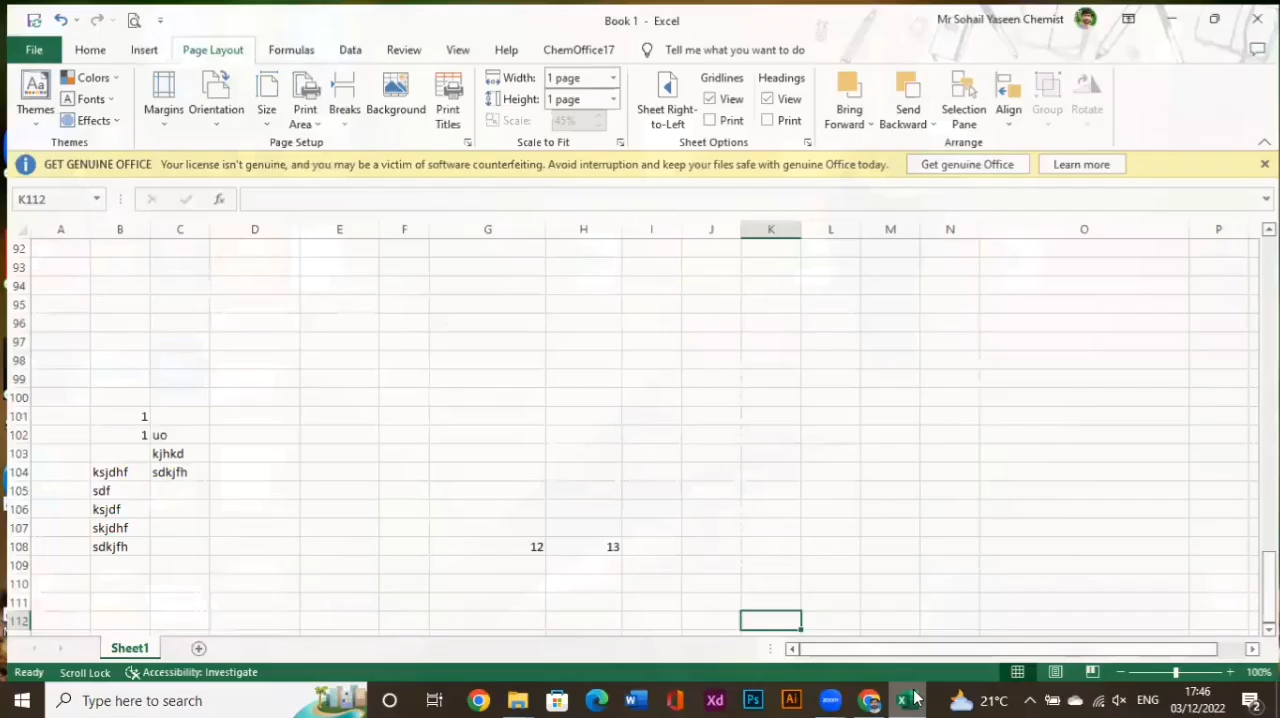 Book 1 - Excel
Mr Sohail Yaseen Chemist
File Home Insert Page Layout Formulas Data Review View Help ChemOffice17 Tell me what you want to do
Colors Width: 1 page Gridlines Headings
Fonts Height: 1 page View View
Effects Scale: 45% Print Print
Themes Margins Orientation Size Print Area Breaks Background Print Titles Sheet Right-to-Left Bring Forward Send Backward Selection Pane Align Group Rotate
Themes Page Setup Scale to Fit Sheet Options Arrange
GET GENUINE OFFICE Your license isn't genuine, and you may be a victim of software counterfeiting. Avoid interruption and keep your files safe with genuine Office today. Get genuine Office Learn more
K112 fx
A B C D E F G H I J K L M N O P
92
93
94
95
96
97
98
99
100
101 1
102 1 uo
103 kjhkd
104 ksjdhf sdkjfh
105 sdf
106 ksjdf
107 skjdhf
108 sdkjfh 12 13
109
110
111
112
Sheet1
Ready Scroll Lock Accessibility: Investigate 100%
Type here to search 21°C ENG 17:46
03/12/2022
Xd Ps Ai zoom